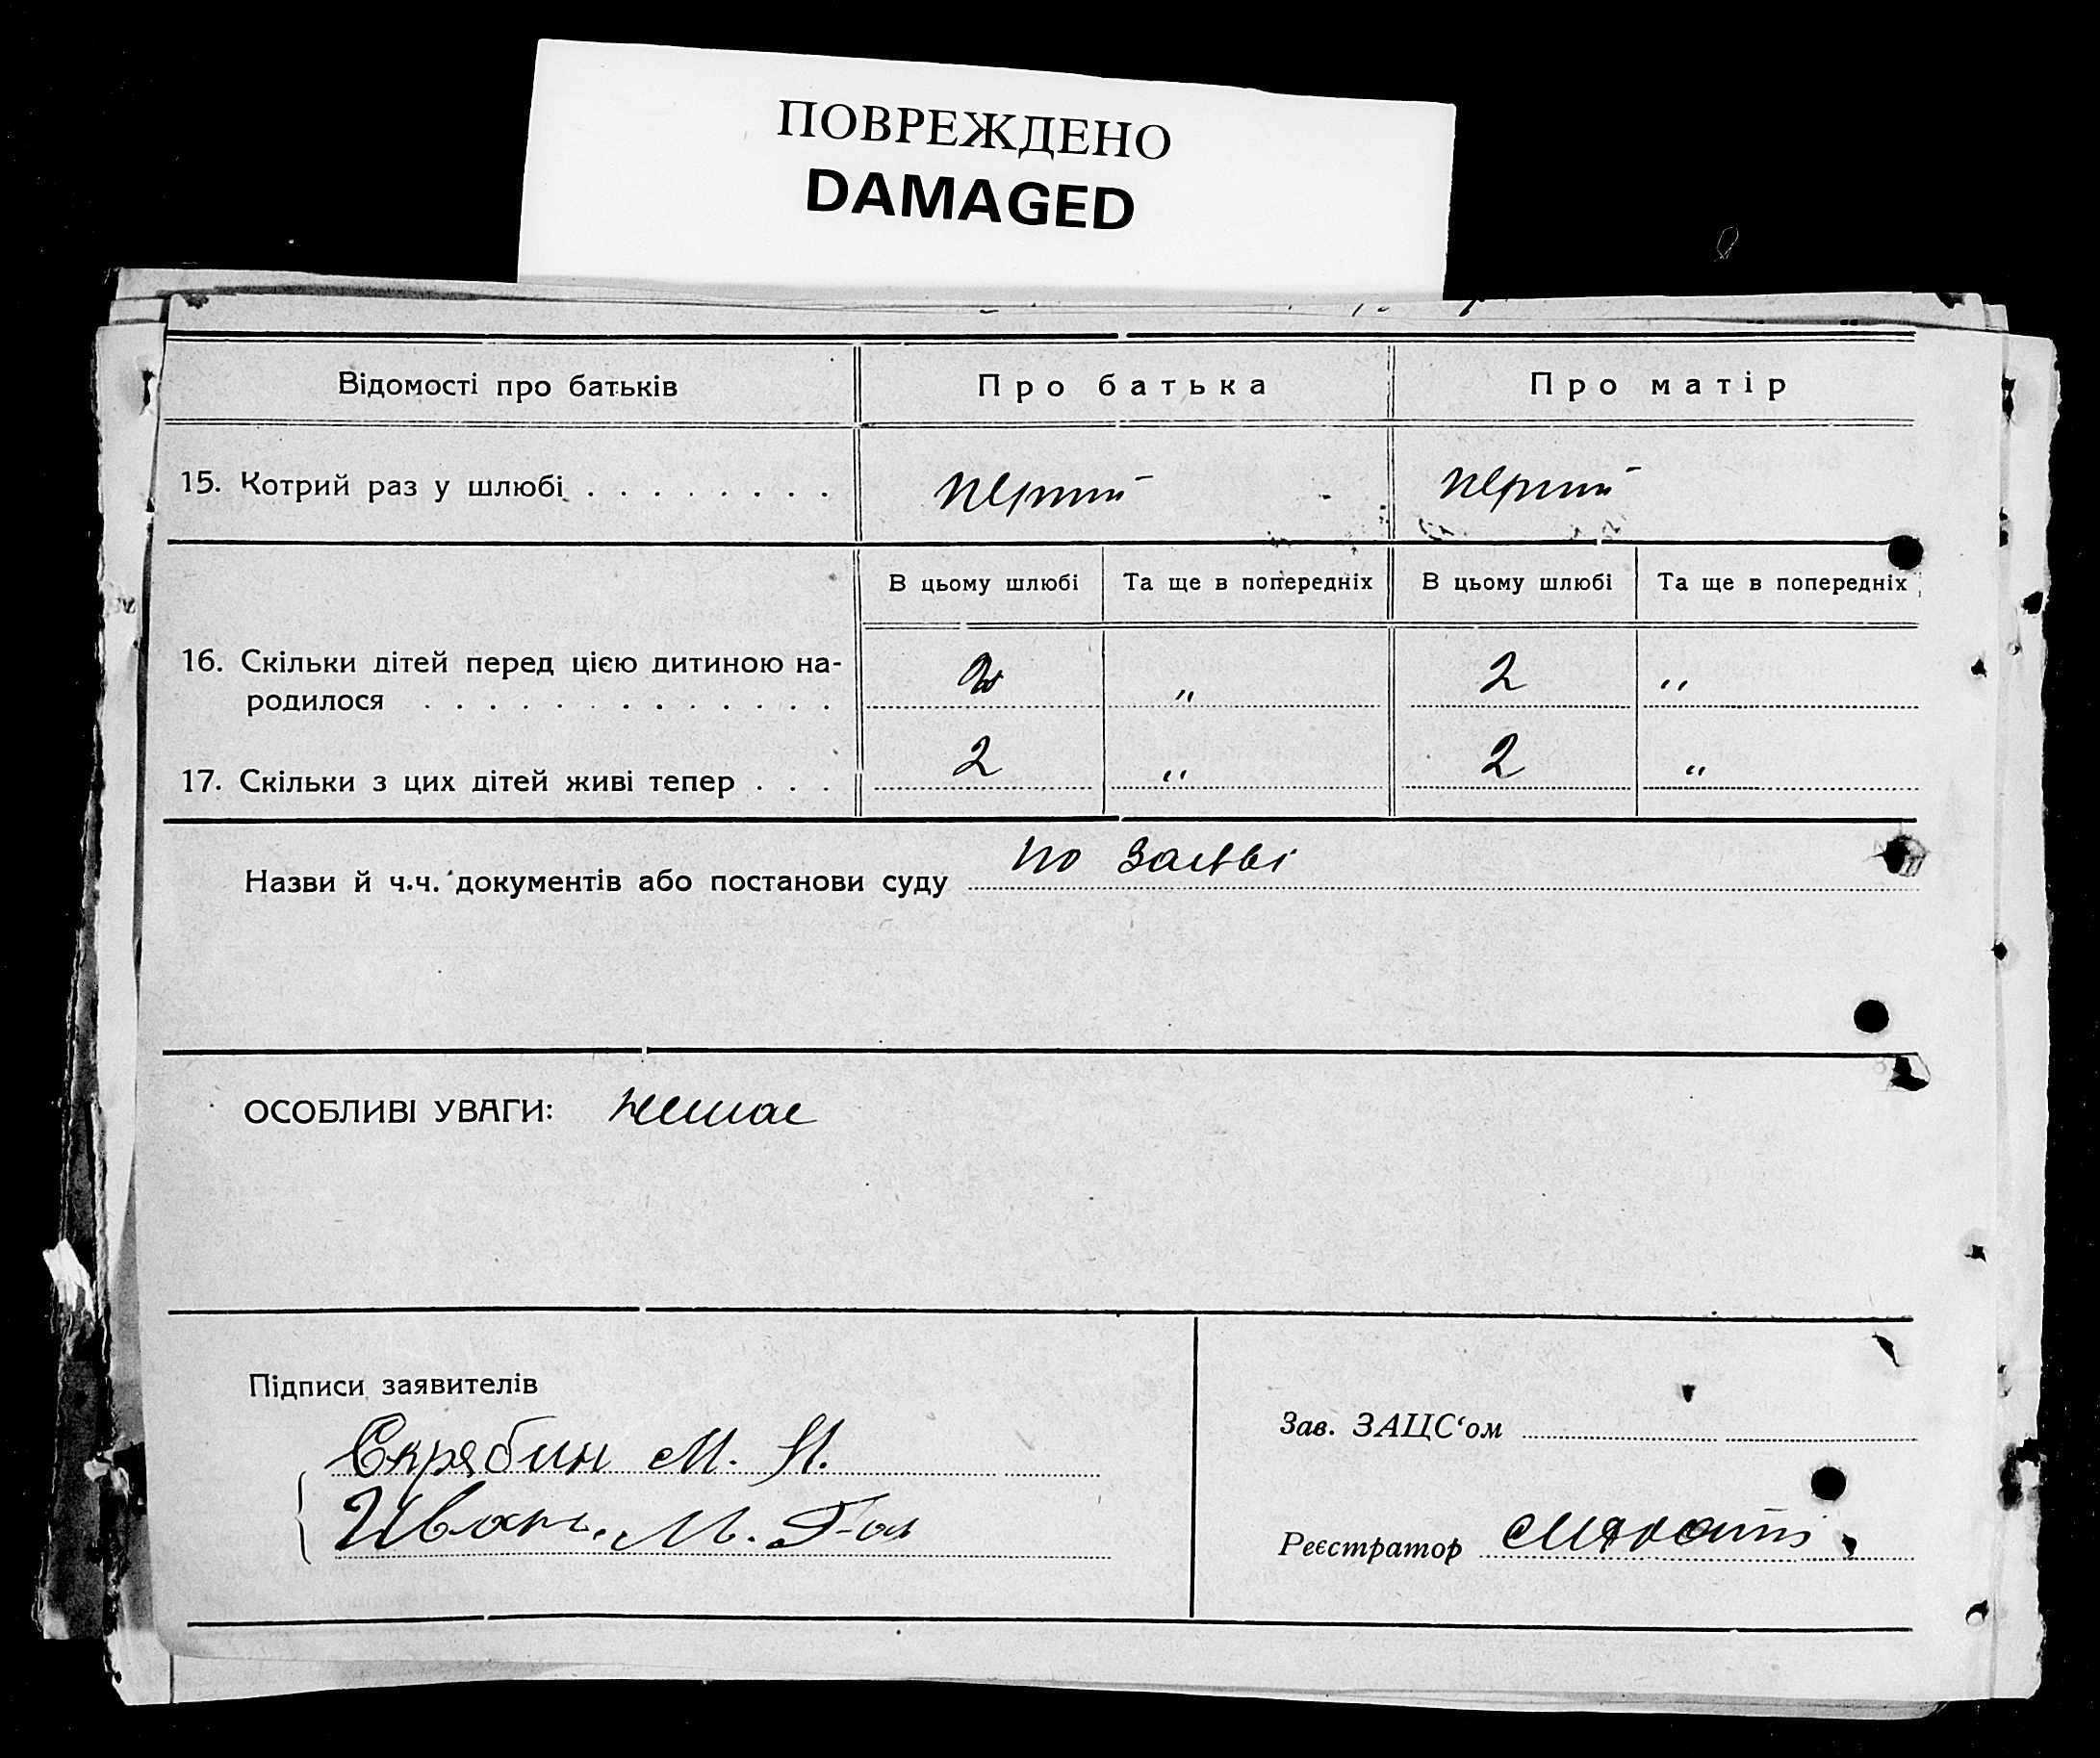 ПОВРЕЖДЕНО
DAMAGED
Відомості про батьків
Про батька
Про матір
15. Котрий раз у шлюбі . . . . . . . .
перший
перший
В цьому шлюбі
Та ще в попередніх
В цьому шлюбі
Та ще в попередніх
16. Скільки дітей перед цією дитиною на-
родилося . . . . . . . . . . . . .
2
"
2
"
17. Скільки з цих дітей живі тепер . . .
2
"
2
"
Назви й ч.ч. документів або постанови суду
по заяві
ОСОБЛИВІ УВАГИ: немае
Підписи заявителів
Скрябин М. И.
М.
Зав. ЗАЦС‘ом
Реєстратор